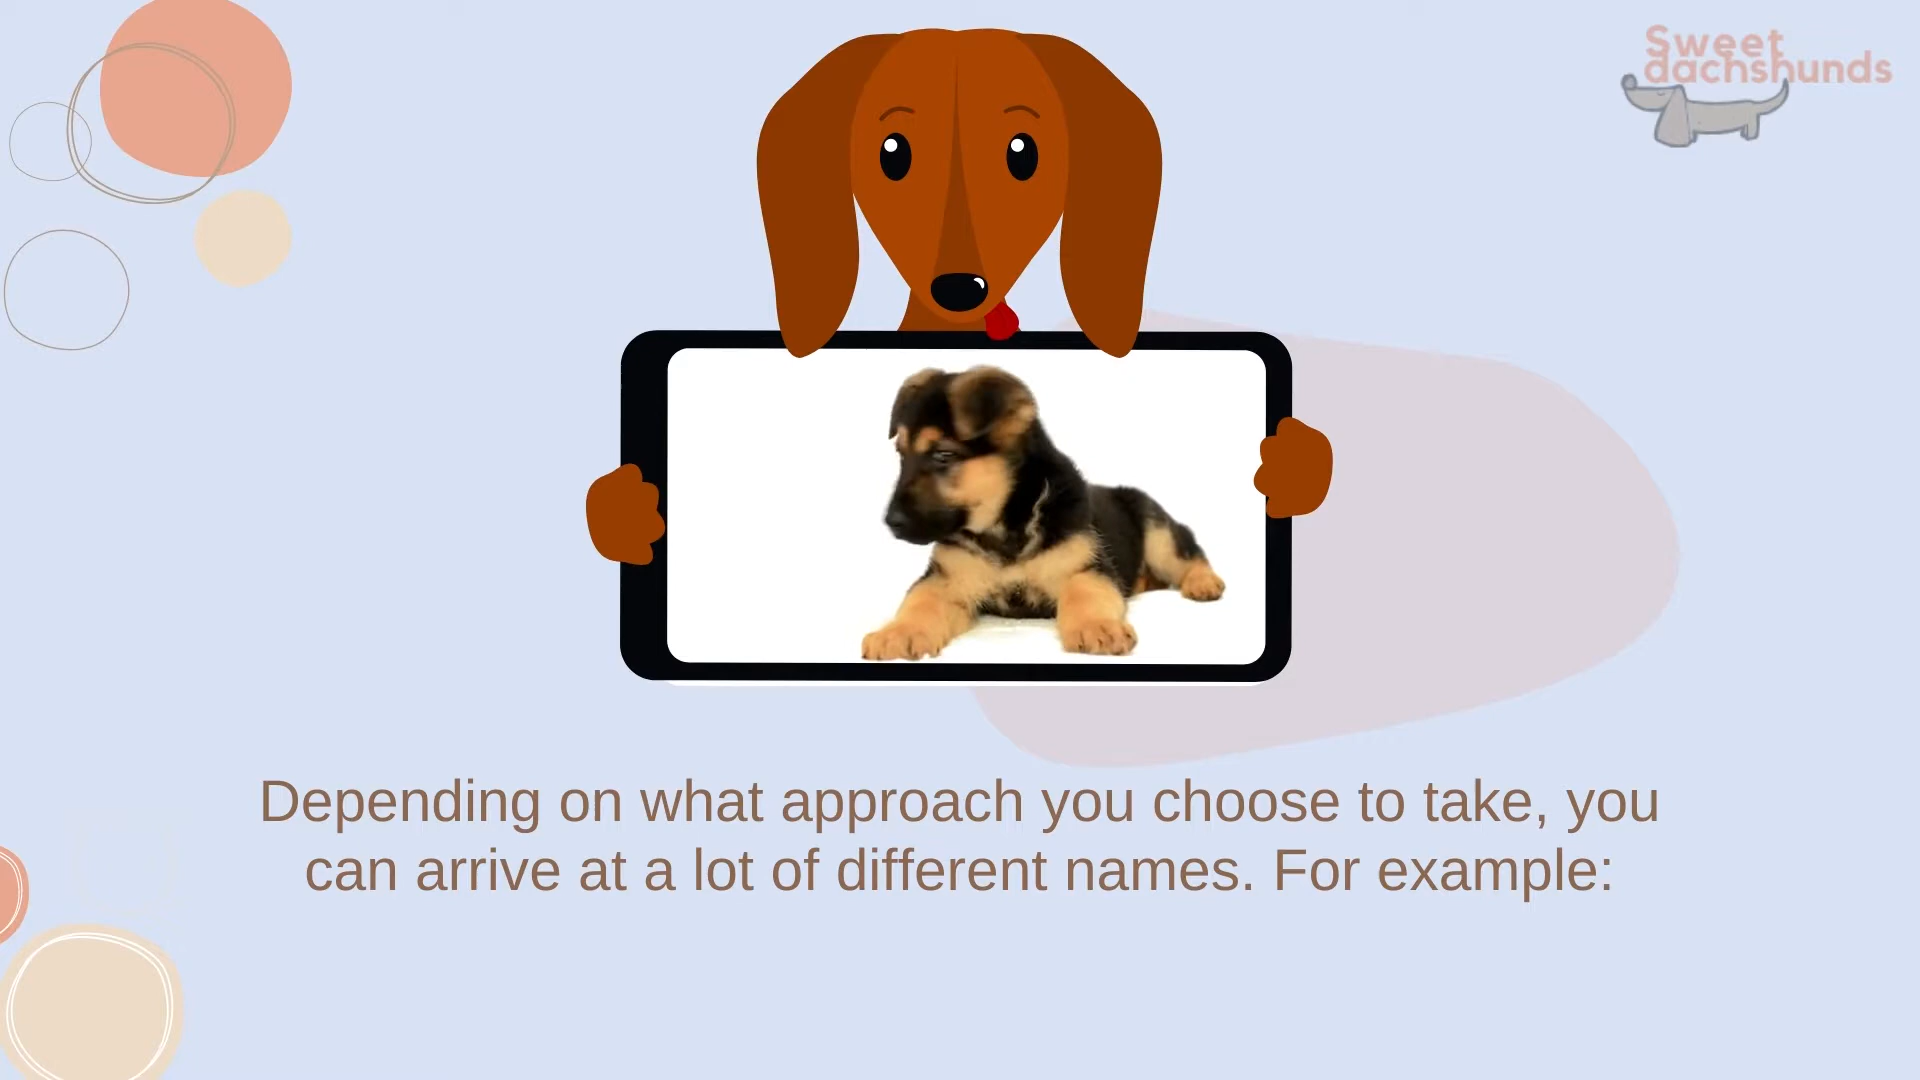 Sweet
dachshunds
Depending on what approach you choose to take, you
can arrive at a lot of different names. For example: